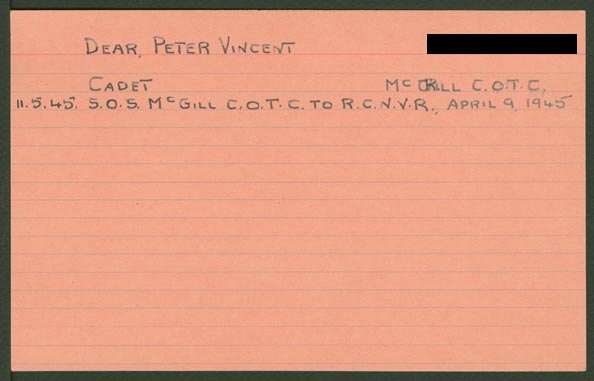 DEAR, PETER VINCENT
CADET McGILL C.O.T.C.
11.5.45. S.O.S. McGILL C.O.T.C. TO R.C.N.V.R., APRIL 9, 1945